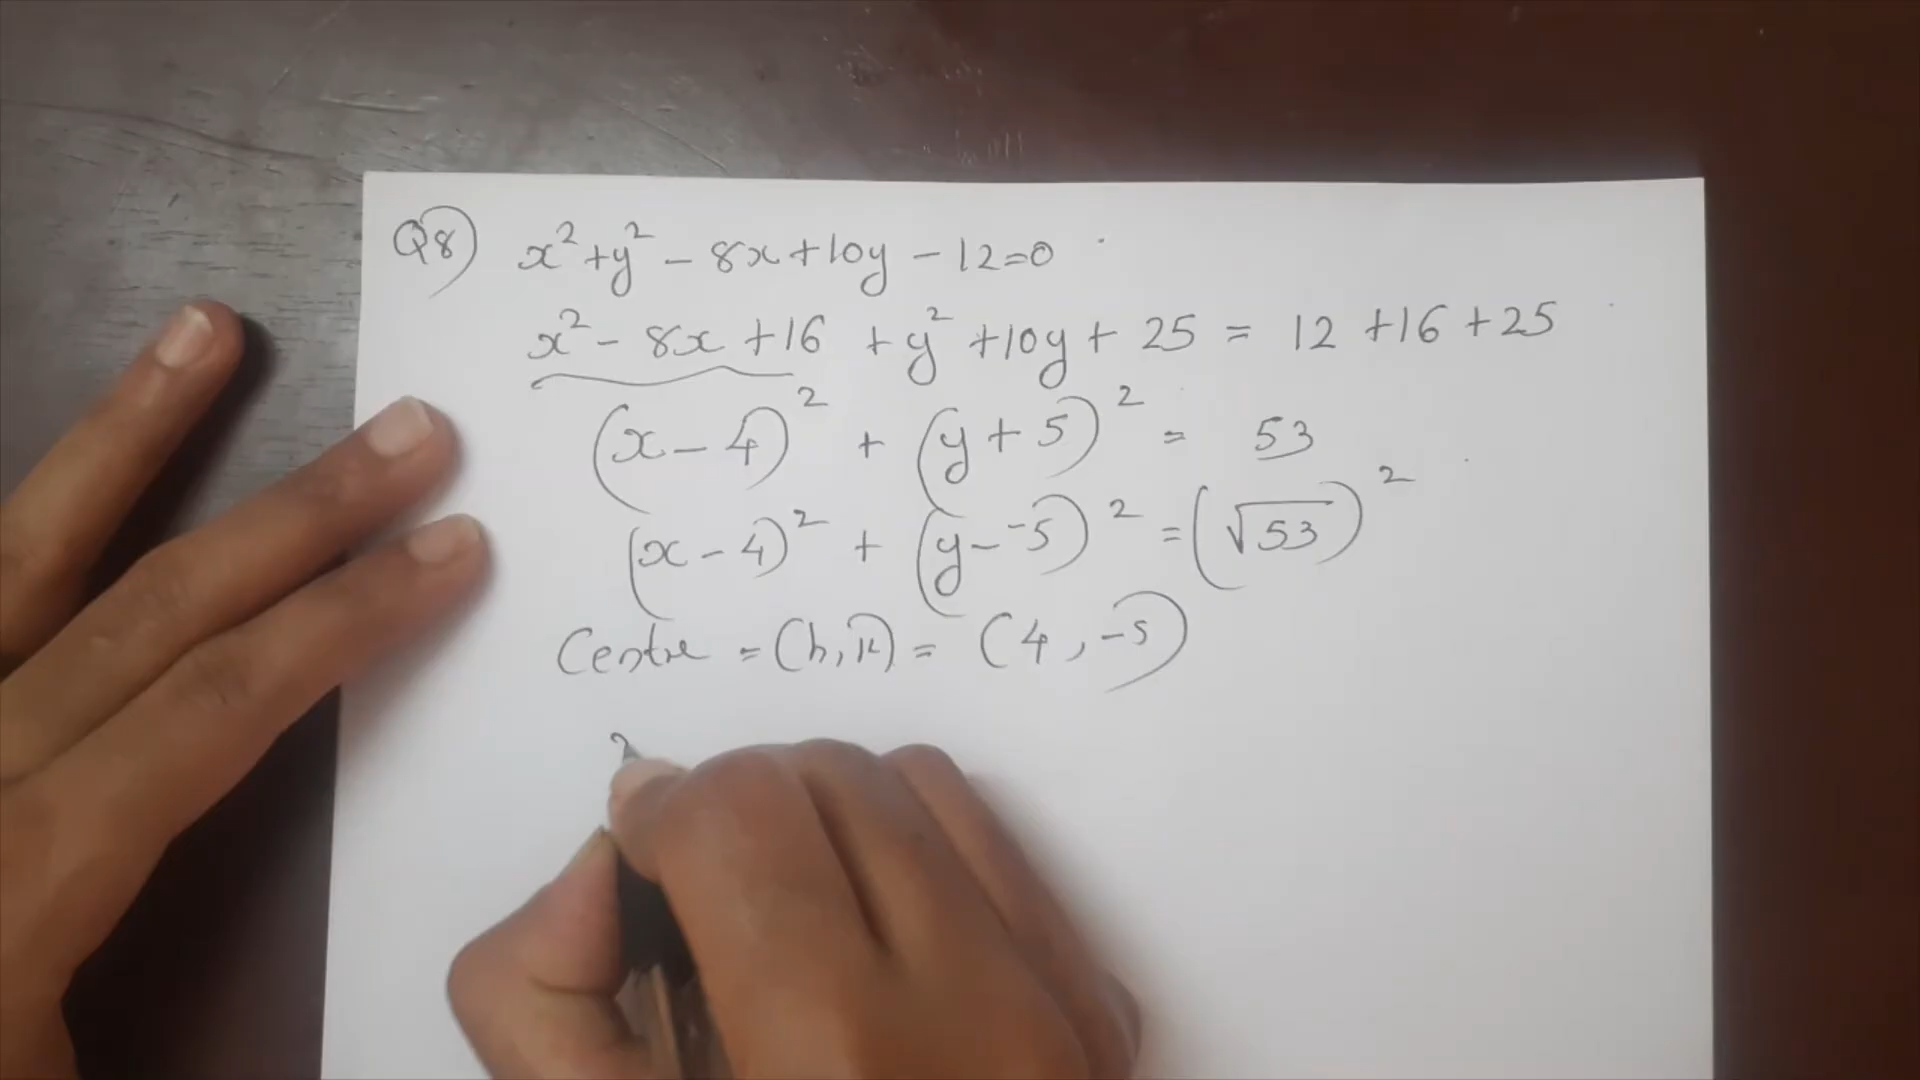 Q8) x² + y² - 8x + 10y - 12 = 0
x² - 8x + 16 + y² + 10y + 25 = 12 + 16 + 25
(x - 4)² + (y + 5)² = 53
(x - 4)² + (y - -5)² = (√53)²
Centre = (h, k) = (4, -5)